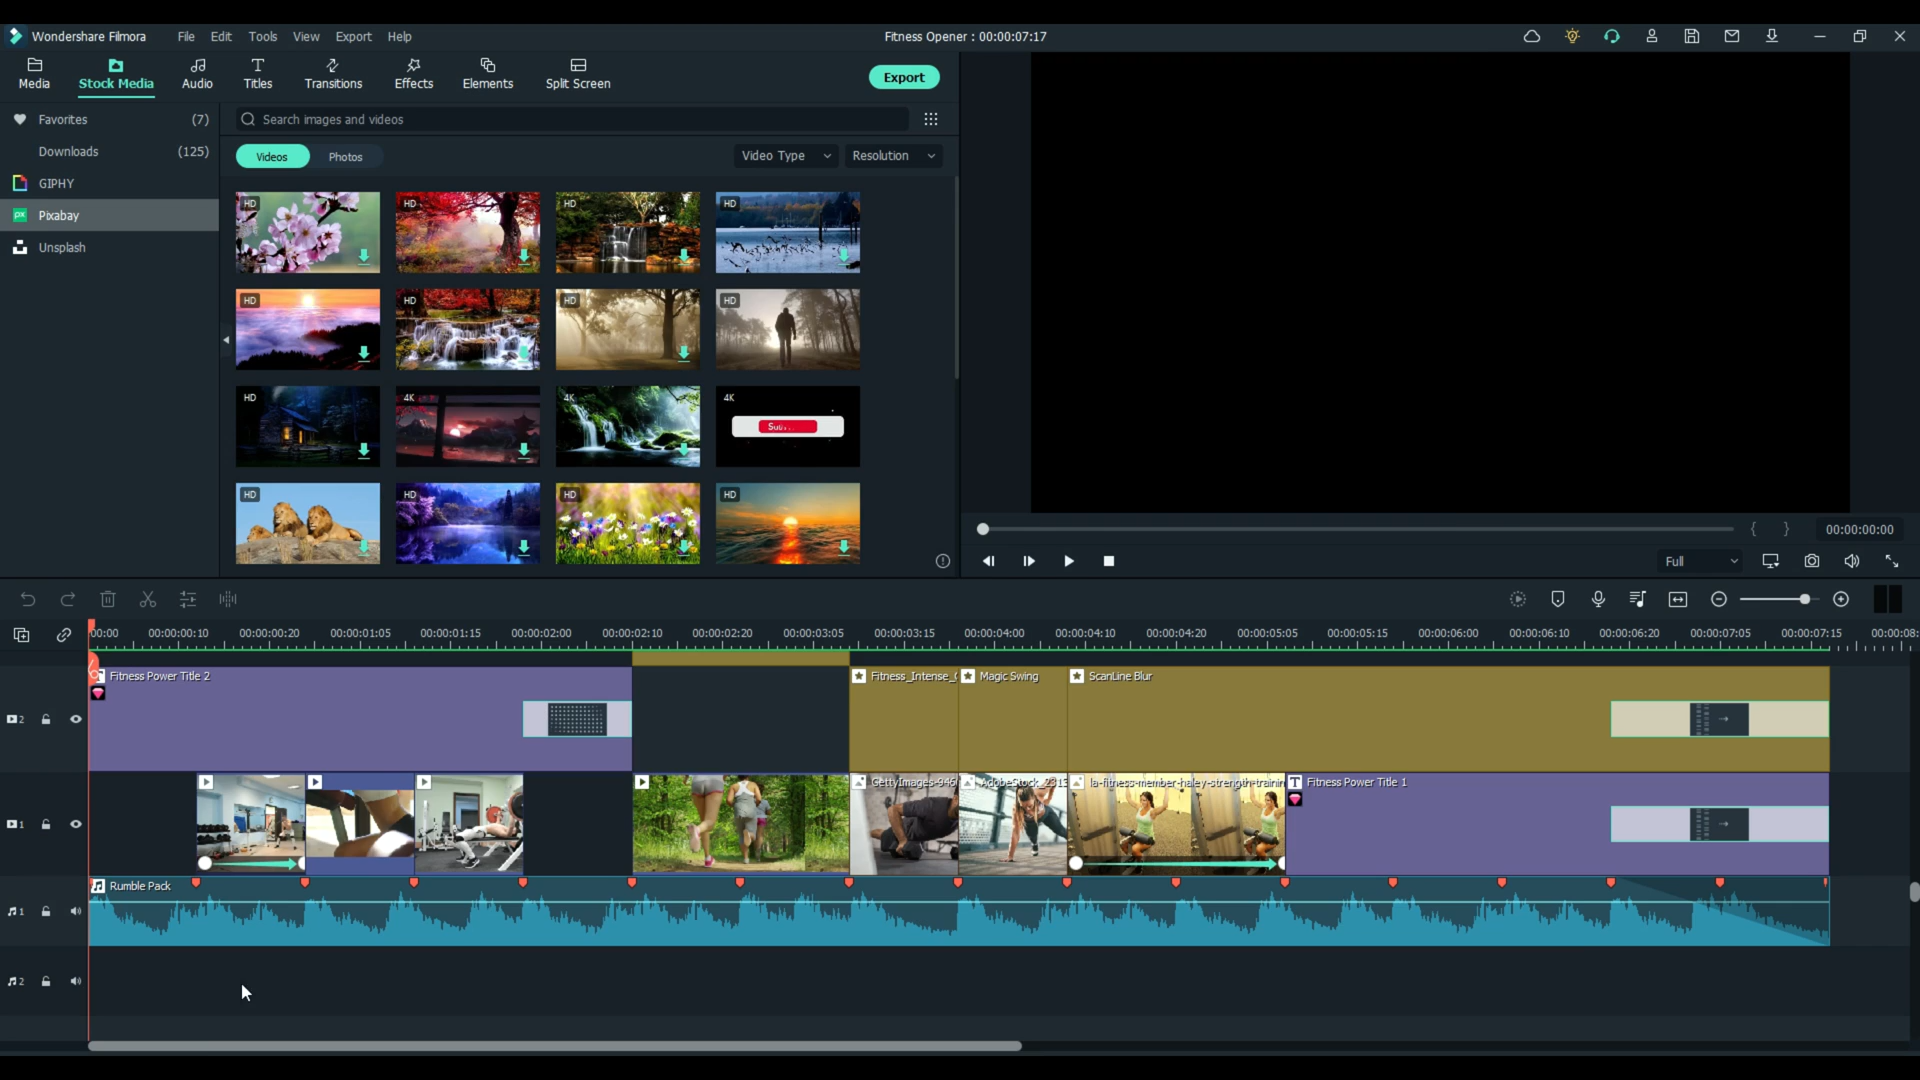 Wondershare Filmora File Edit Tools View Export Help Fitness Opener : 00:00:07:17
Media Stock Media Audio Titles Transitions Effects Elements Split Screen Export
Favorites (7)
Search images and videos
Downloads (125)
Videos Photos Video Type Resolution
GIPHY
Pixabay
Unsplash
HD HD HD HD
HD HD HD HD
HD 4K 4K 4K
HD HD HD HD
{ } 00:00:00:00
Full
00:00 00:00:00:10 00:00:00:20 00:00:01:05 00:00:01:15 00:00:02:00 00:00:02:10 00:00:02:20 00:00:03:05 00:00:03:15 00:00:04:00 00:00:04:10 00:00:04:20 00:00:05:05 00:00:05:15 00:00:06:00 00:00:06:10 00:00:06:20 00:00:07:05 00:00:07:15 00:00:08:
Fitness Power Title 2 Fitness_Intense_ Magic Swing ScanLine Blur
2
GettyImages-946 AdobeStock_2313 la-fitness-member-haley-strength-trainin Fitness Power Title 1
1
Rumble Pack
1
2